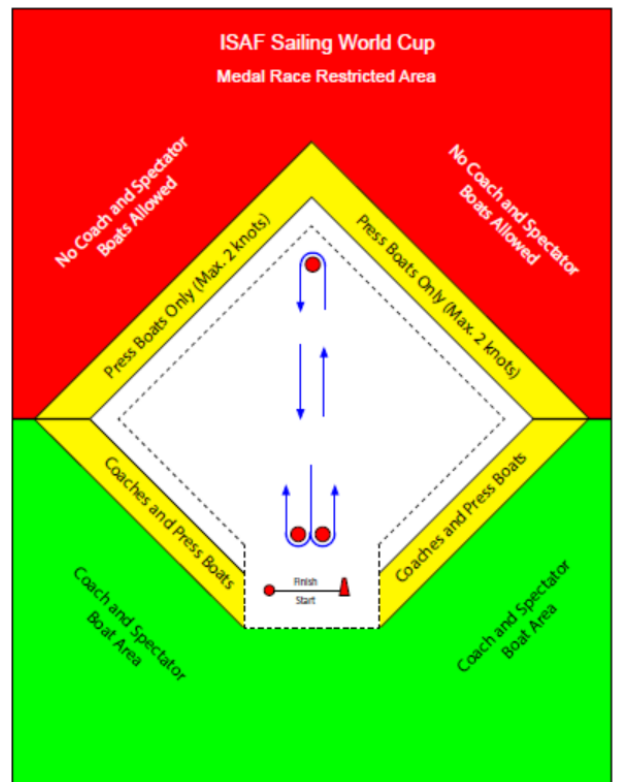 ISAF Sailing World Cup
Medal Race Restricted Area
No Coach and Spectator
Boats Allowed
No Coach and Spectator
Boats Allowed
Press Boats Only (Max. 2 knots)
Press Boats Only (Max. 2 knots)
Coaches and Press Boats
Coaches and Press Boats
Finish
Start
Coach and Spectator
Boat Area
Coach and Spectator
Boat Area